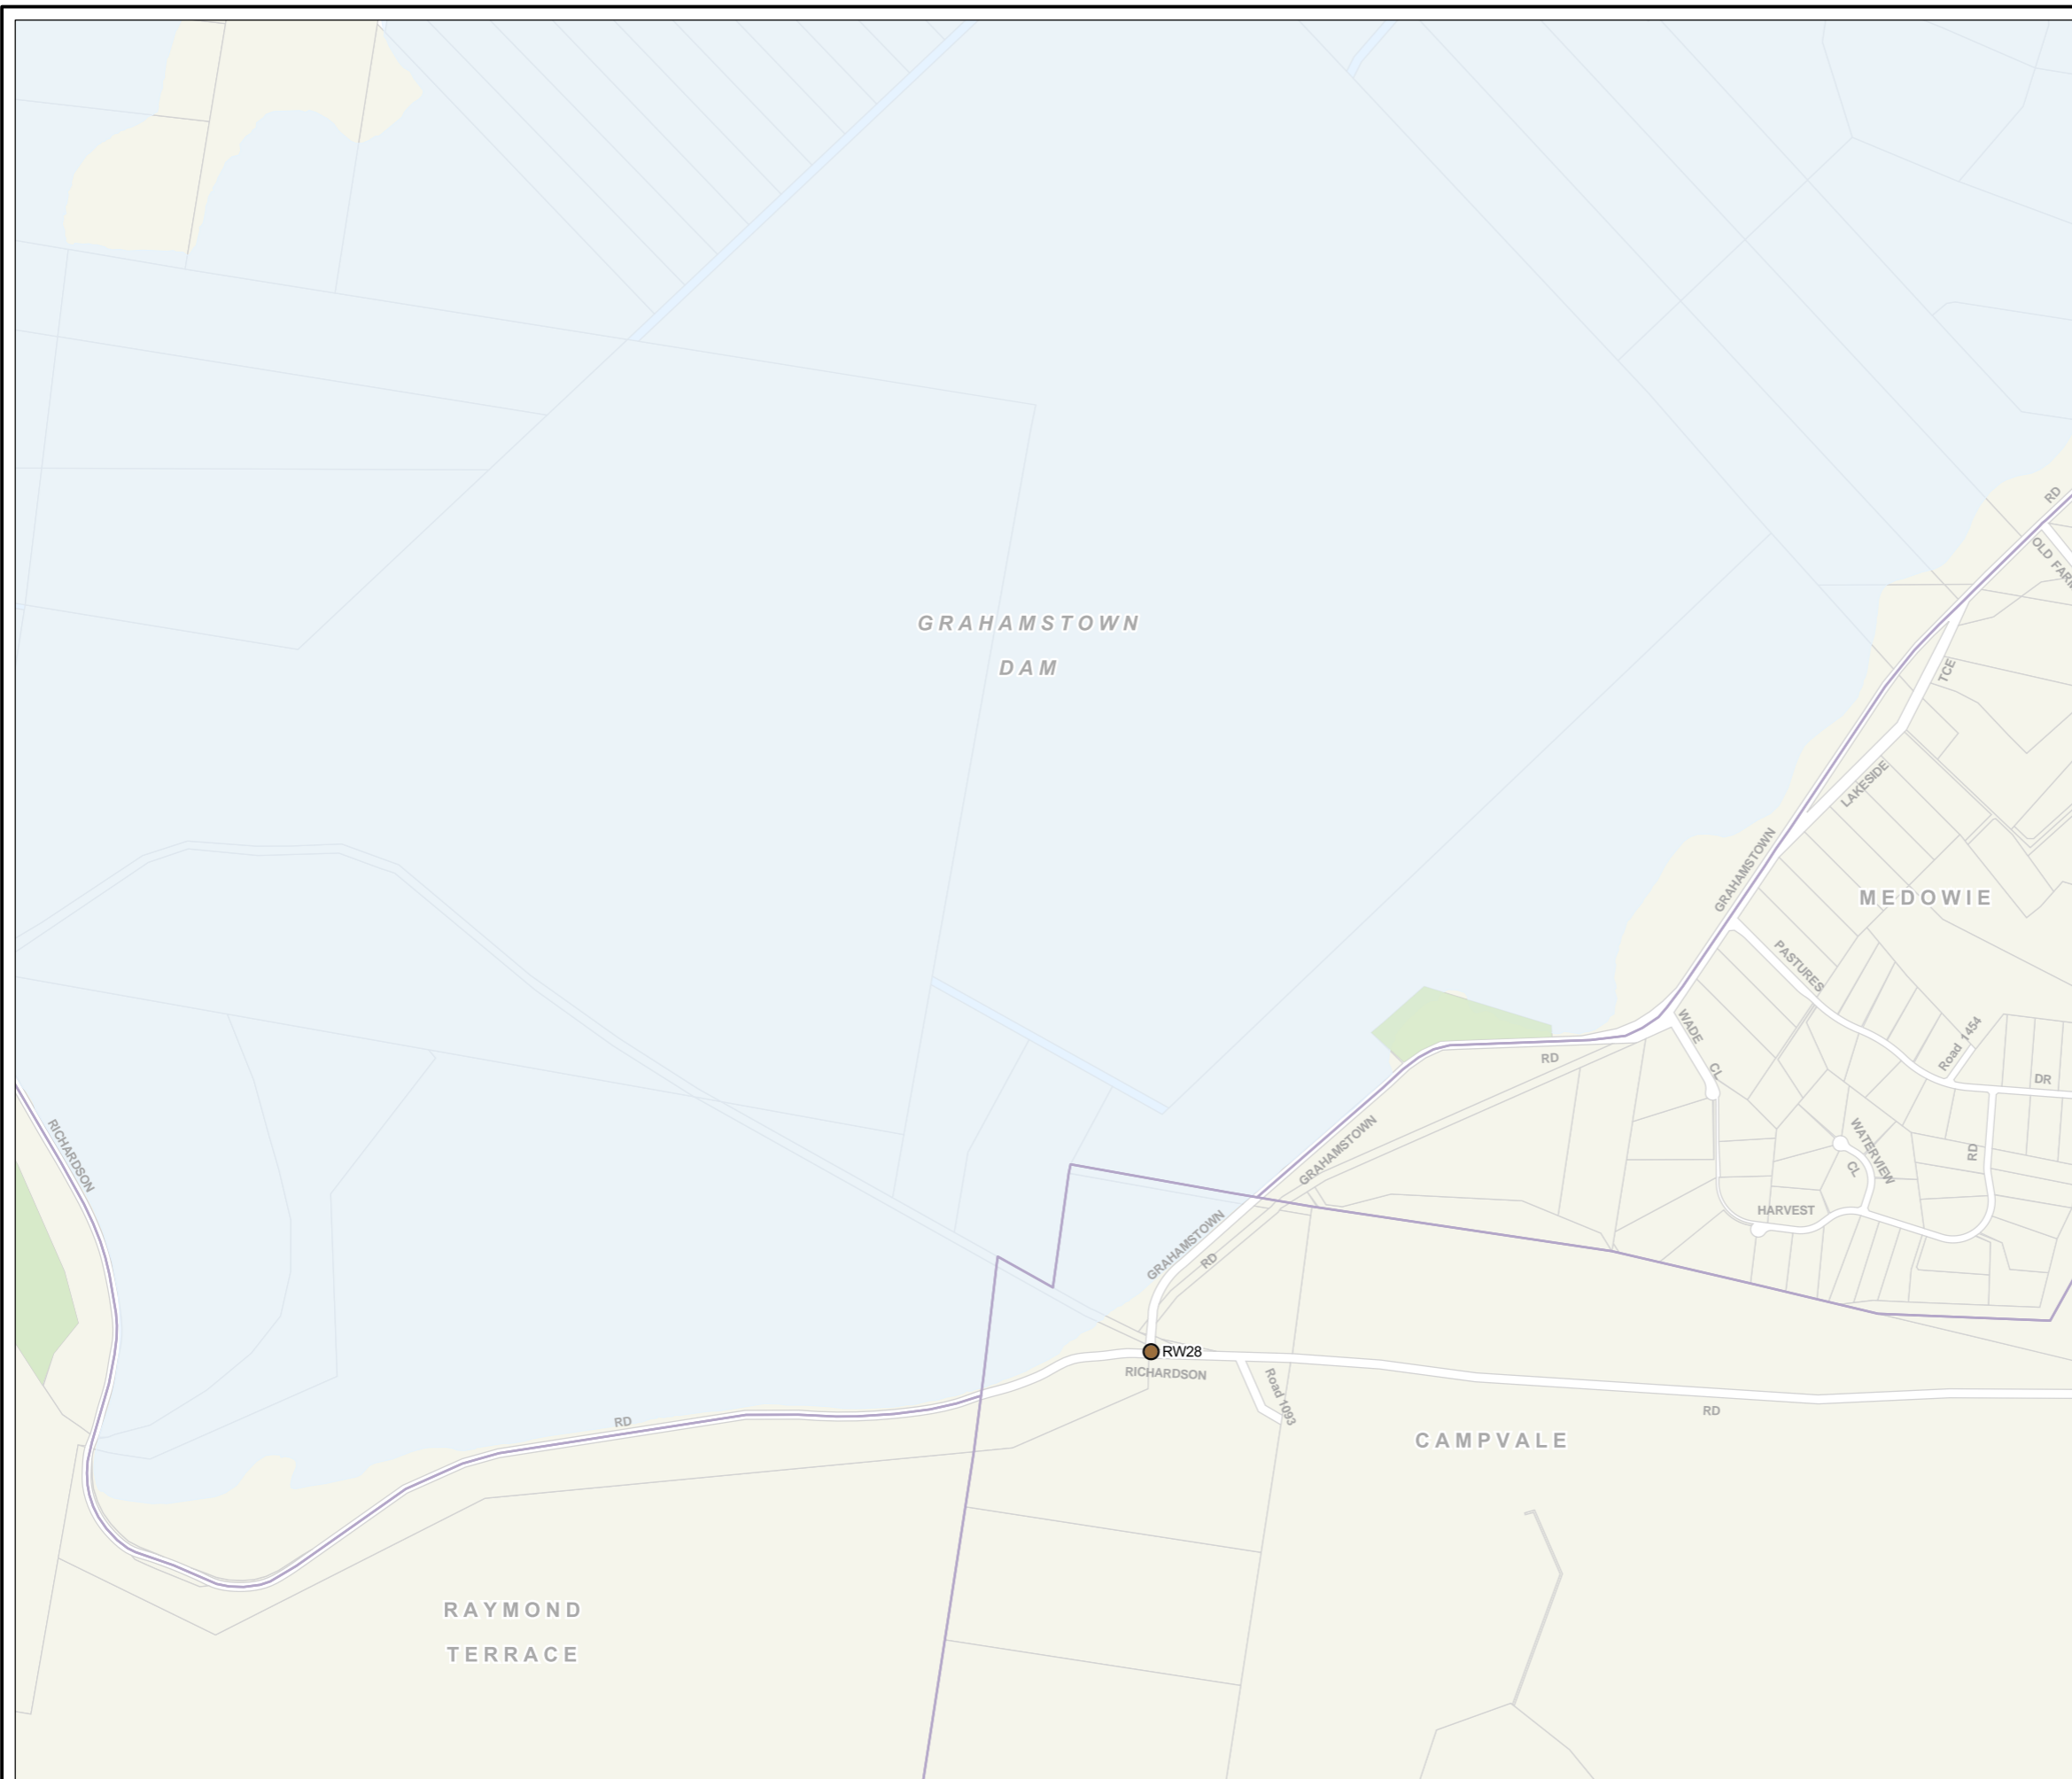 RD
OLD FARM
GRAHAMSTOWN
DAM
TCE
LAKESIDE
GRAHAMSTOWN
MEDOWIE
PASTURES
WADE
CL
Road 1454
RD
DR
RICHARDSON
GRAHAMSTOWN
WATERVIEW
CL
RD
HARVEST
GRAHAMSTOWN
RD
RW28
RICHARDSON
Road 1093
RD
RD
CAMPVALE
RAYMOND
TERRACE